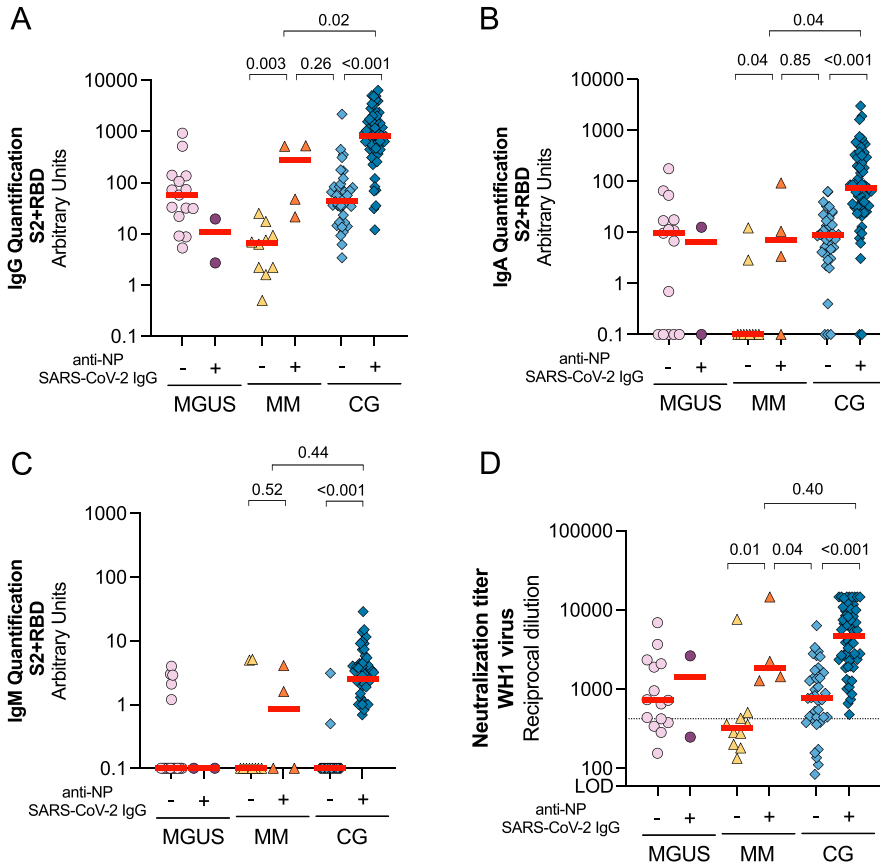 A
IgG Quantification
S2+RBD
Arbitrary Units
0.02
0.003 0.26 <0.001
10000
1000
100
10
1
0.1
anti-NP
SARS-CoV-2 IgG
- + - + - +
MGUS MM CG
B
IgA Quantification
S2+RBD
Arbitrary Units
0.04
0.04 0.85 <0.001
10000
1000
100
10
1
0.1
anti-NP
SARS-CoV-2 IgG
- + - + - +
MGUS MM CG
C
IgM Quantification
S2+RBD
Arbitrary Units
0.44
0.52 <0.001
1000
100
10
1
0.1
anti-NP
SARS-CoV-2 IgG
- + - + - +
MGUS MM CG
D
Neutralization titer
WH1 virus
Reciprocal dilution
0.40
0.01 0.04 <0.001
100000
10000
1000
100
LOD
anti-NP
SARS-CoV-2 IgG
- + - + - +
MGUS MM CG